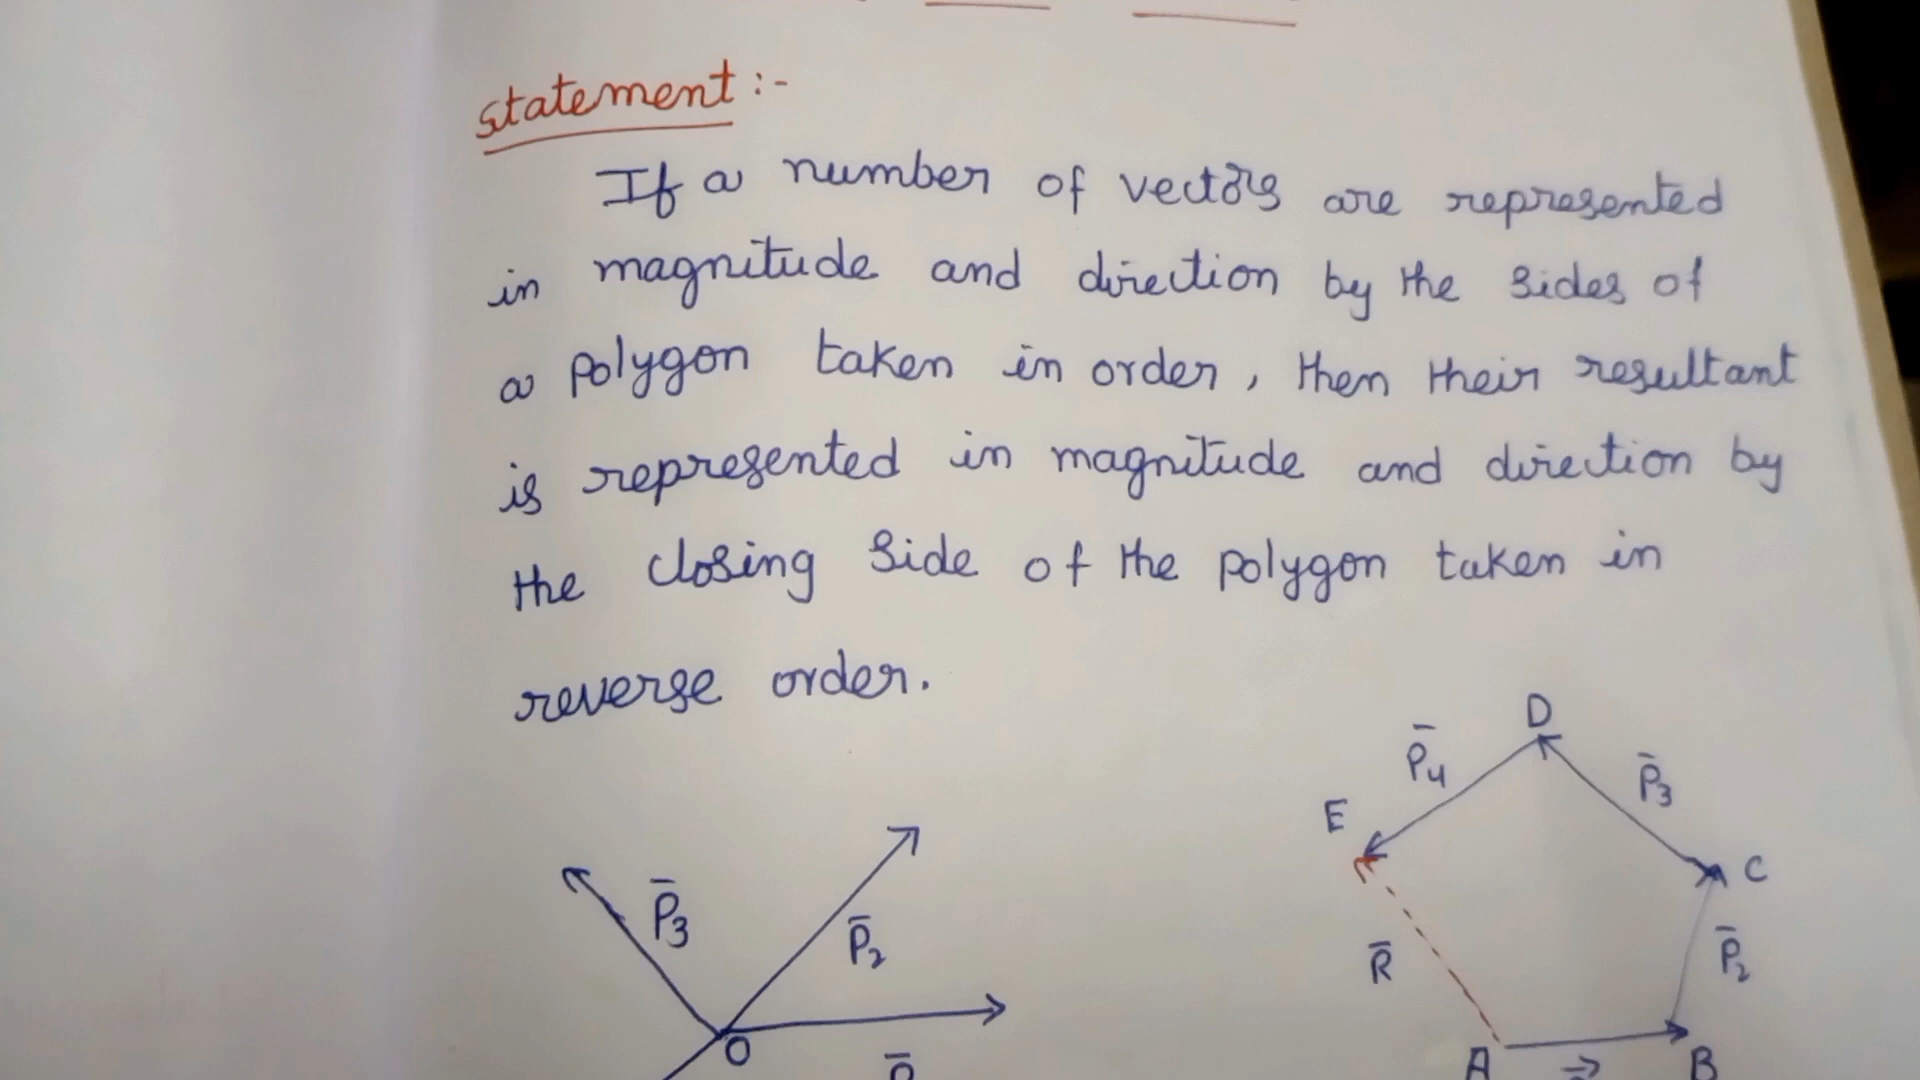 Statement :-
If a number of vectors are represented
in magnitude and direction by the sides of
a polygon taken in order, then their resultant
is represented in magnitude and direction by
the closing side of the polygon taken in
reverse order.
D
P̄4
P̄3
E
C
P̄3
P̄2
R̄
P̄2
O
A
B